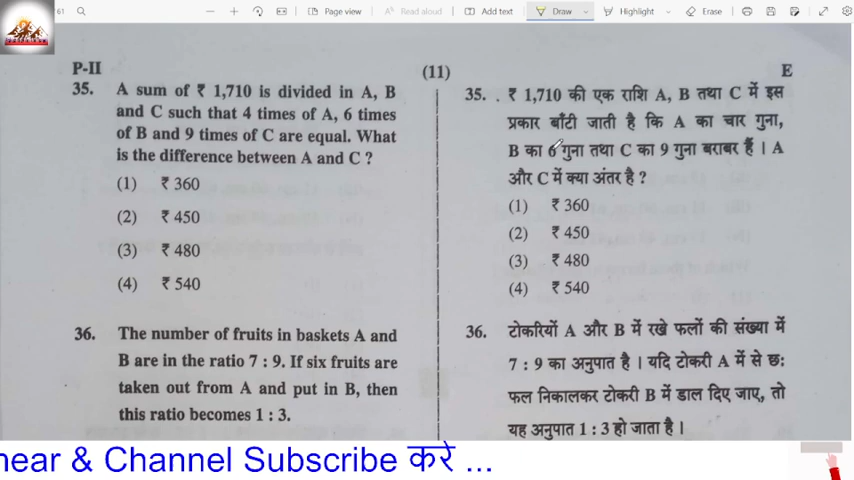 61
Page view
Read aloud
Add text
Draw
Highlight
Erase
P-II
(11)
E
35. A sum of ₹ 1,710 is divided in A, B
and C such that 4 times of A, 6 times
of B and 9 times of C are equal. What
is the difference between A and C ?
(1) ₹ 360
(2) ₹ 450
(3) ₹ 480
(4) ₹ 540
36. The number of fruits in baskets A and
B are in the ratio 7 : 9. If six fruits are
taken out from A and put in B, then
this ratio becomes 1 : 3.
35. ₹ 1,710 की एक राशि A, B तथा C में इस
प्रकार बाँटी जाती है कि A का चार गुना,
B का 6 गुना तथा C का 9 गुना बराबर हैं । A
और C में क्या अंतर है ?
(1) ₹ 360
(2) ₹ 450
(3) ₹ 480
(4) ₹ 540
36. टोकरियों A और B में रखे फलों की संख्या में
7 : 9 का अनुपात है । यदि टोकरी A में से छः
फल निकालकर टोकरी B में डाल दिए जाए, तो
यह अनुपात 1 : 3 हो जाता है ।
near & Channel Subscribe करे ...